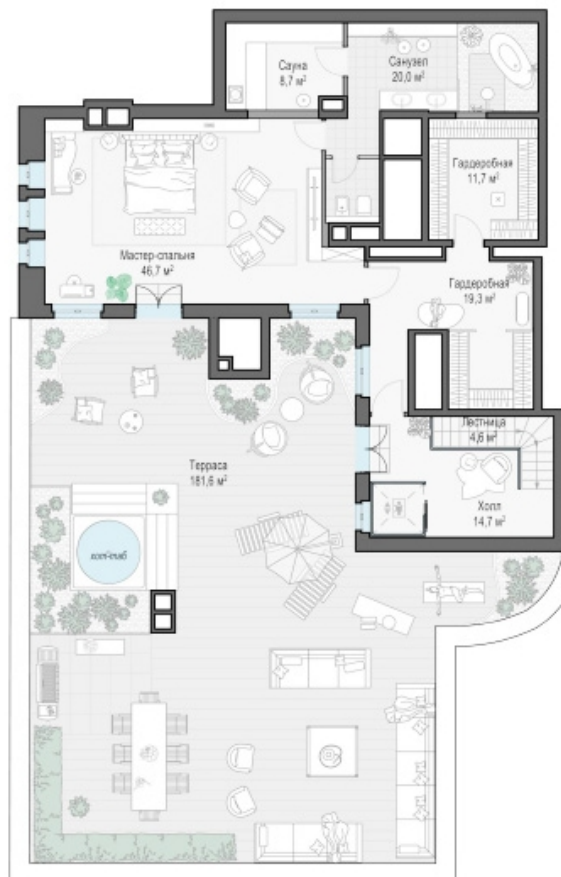 Сауна
8,7 м²
Санузел
20,0 м²
Гардеробная
11,7 м²
Мастер-спальня
46,7 м²
Гардеробная
19,3 м²
Лестница
4,6 м²
Терраса
181,6 м²
Холл
14,7 м²
хот-таб